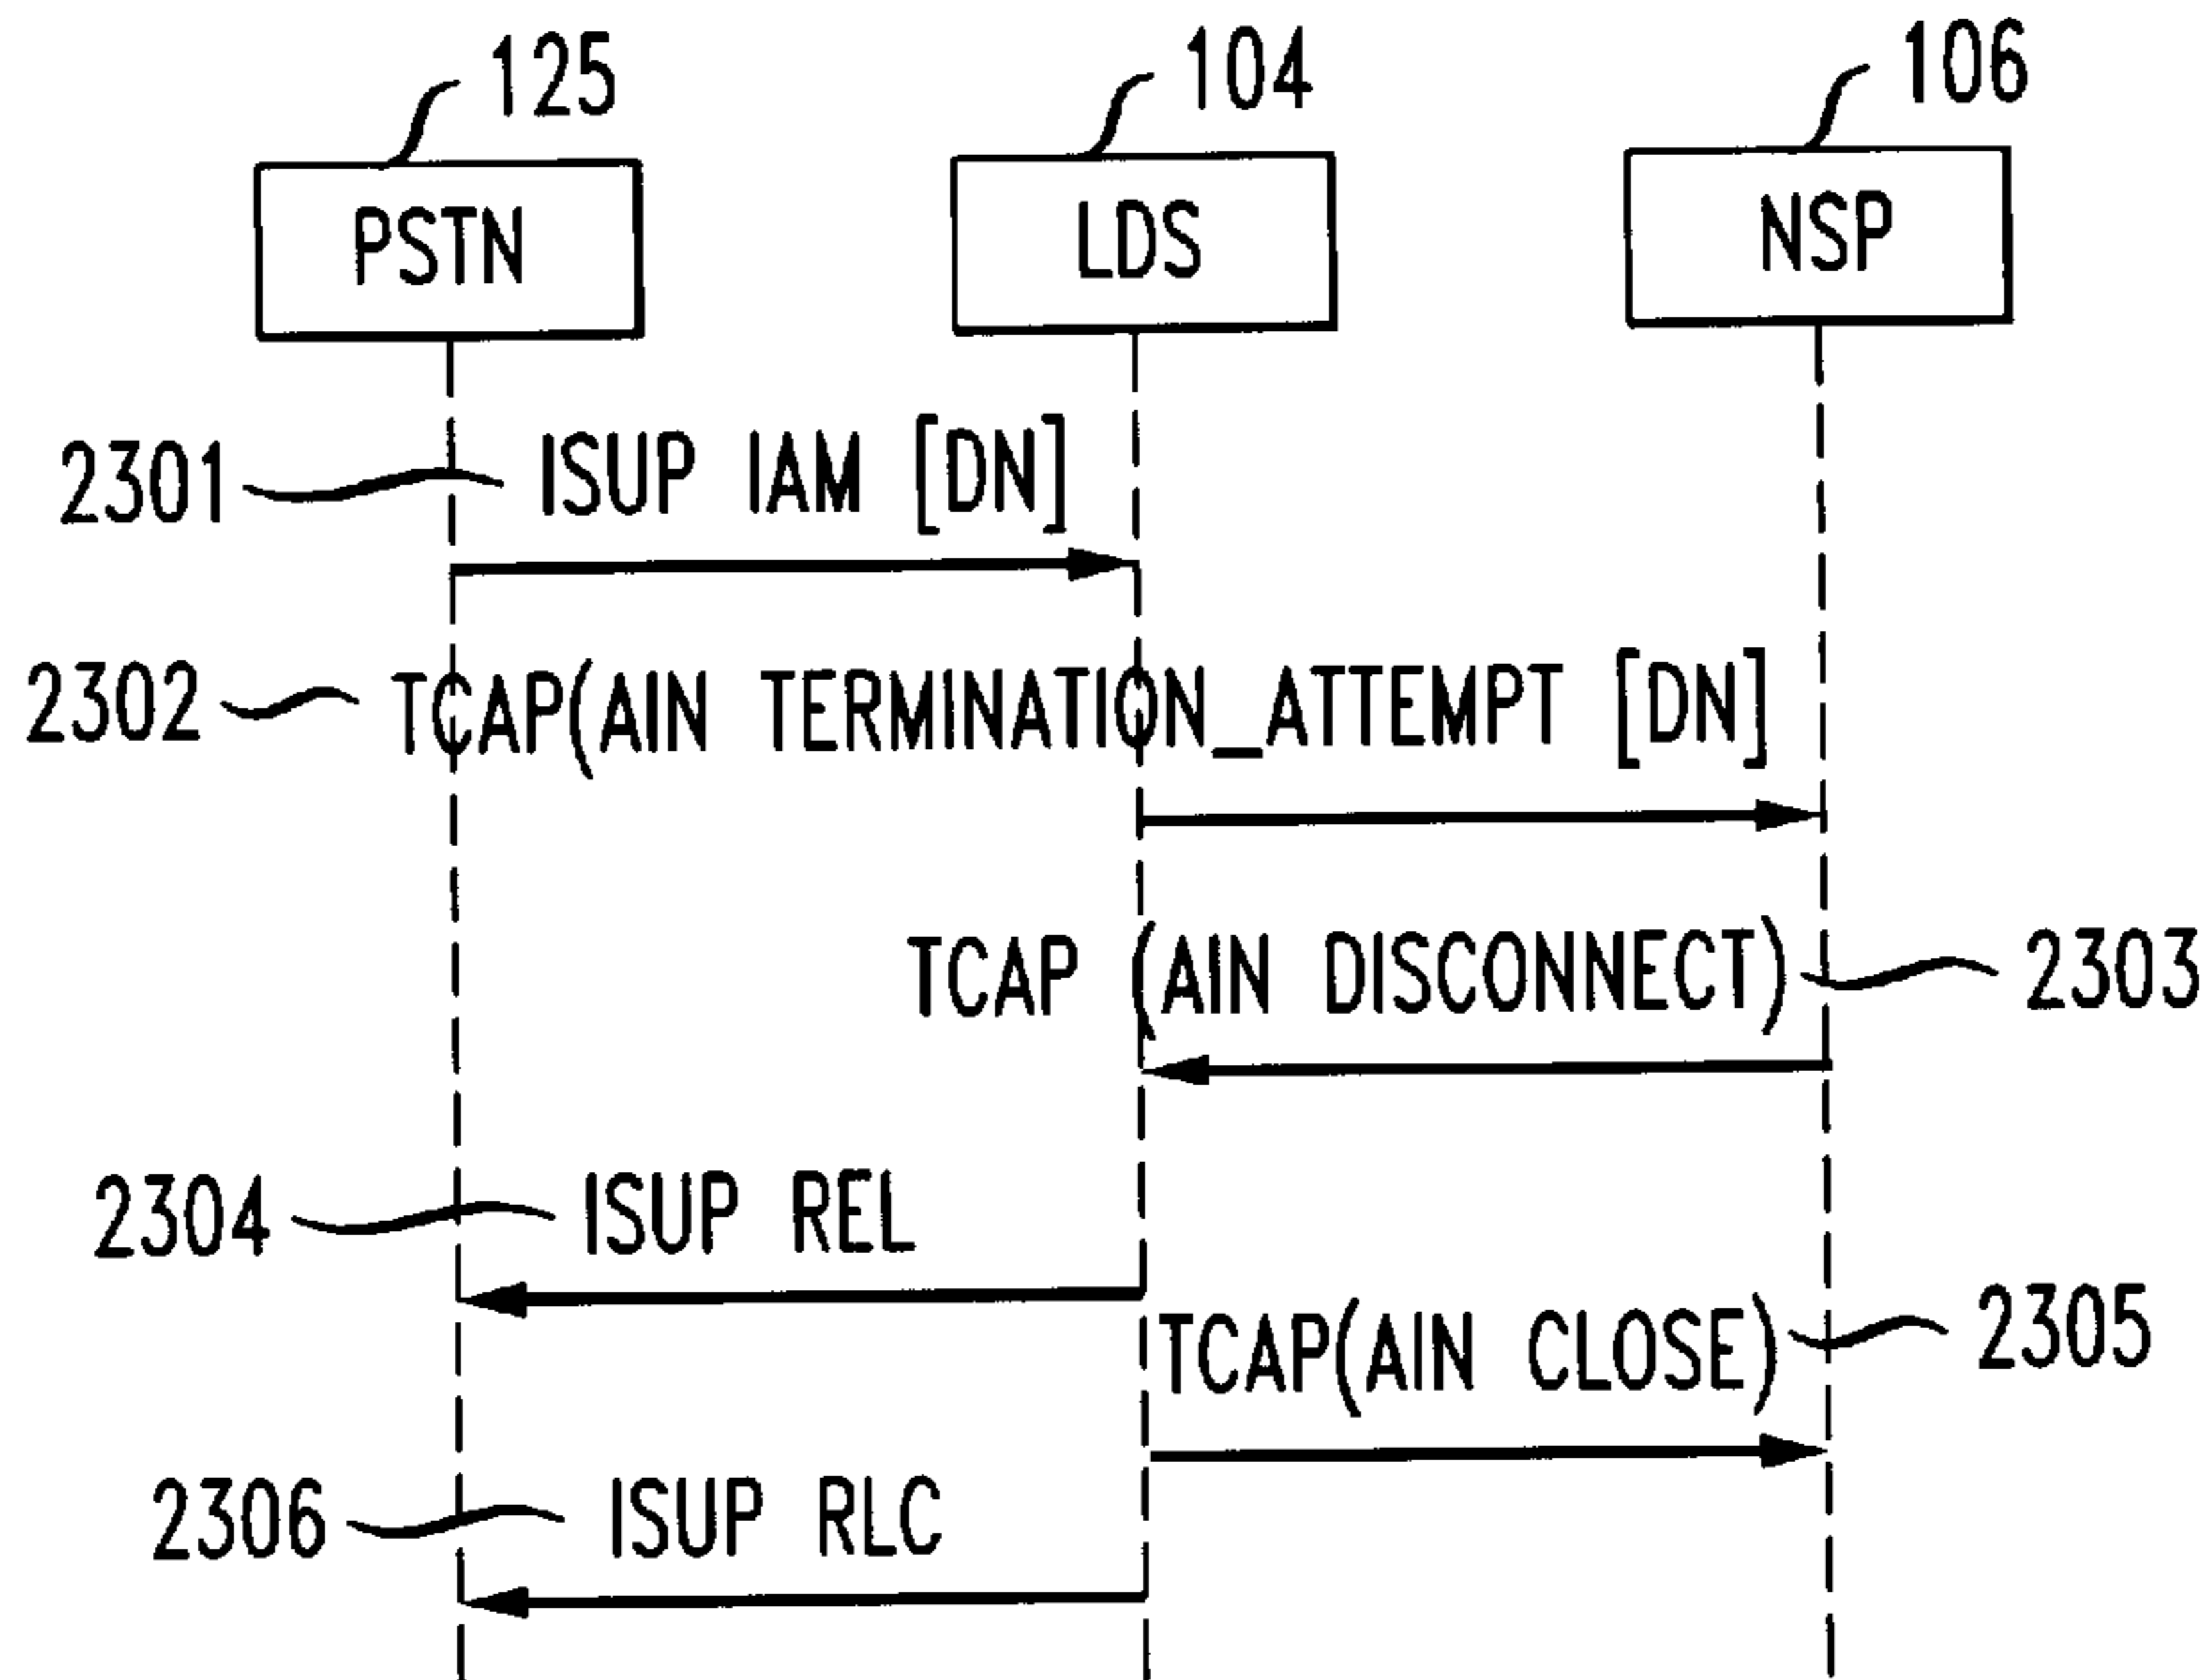 125 104 106
PSTN LDS NSP
2301 ISUP IAM [DN]
2302 TCAP(AIN TERMINATION_ATTEMPT [DN]
TCAP (AIN DISCONNECT) 2303
2304 ISUP REL
TCAP(AIN CLOSE) 2305
2306 ISUP RLC